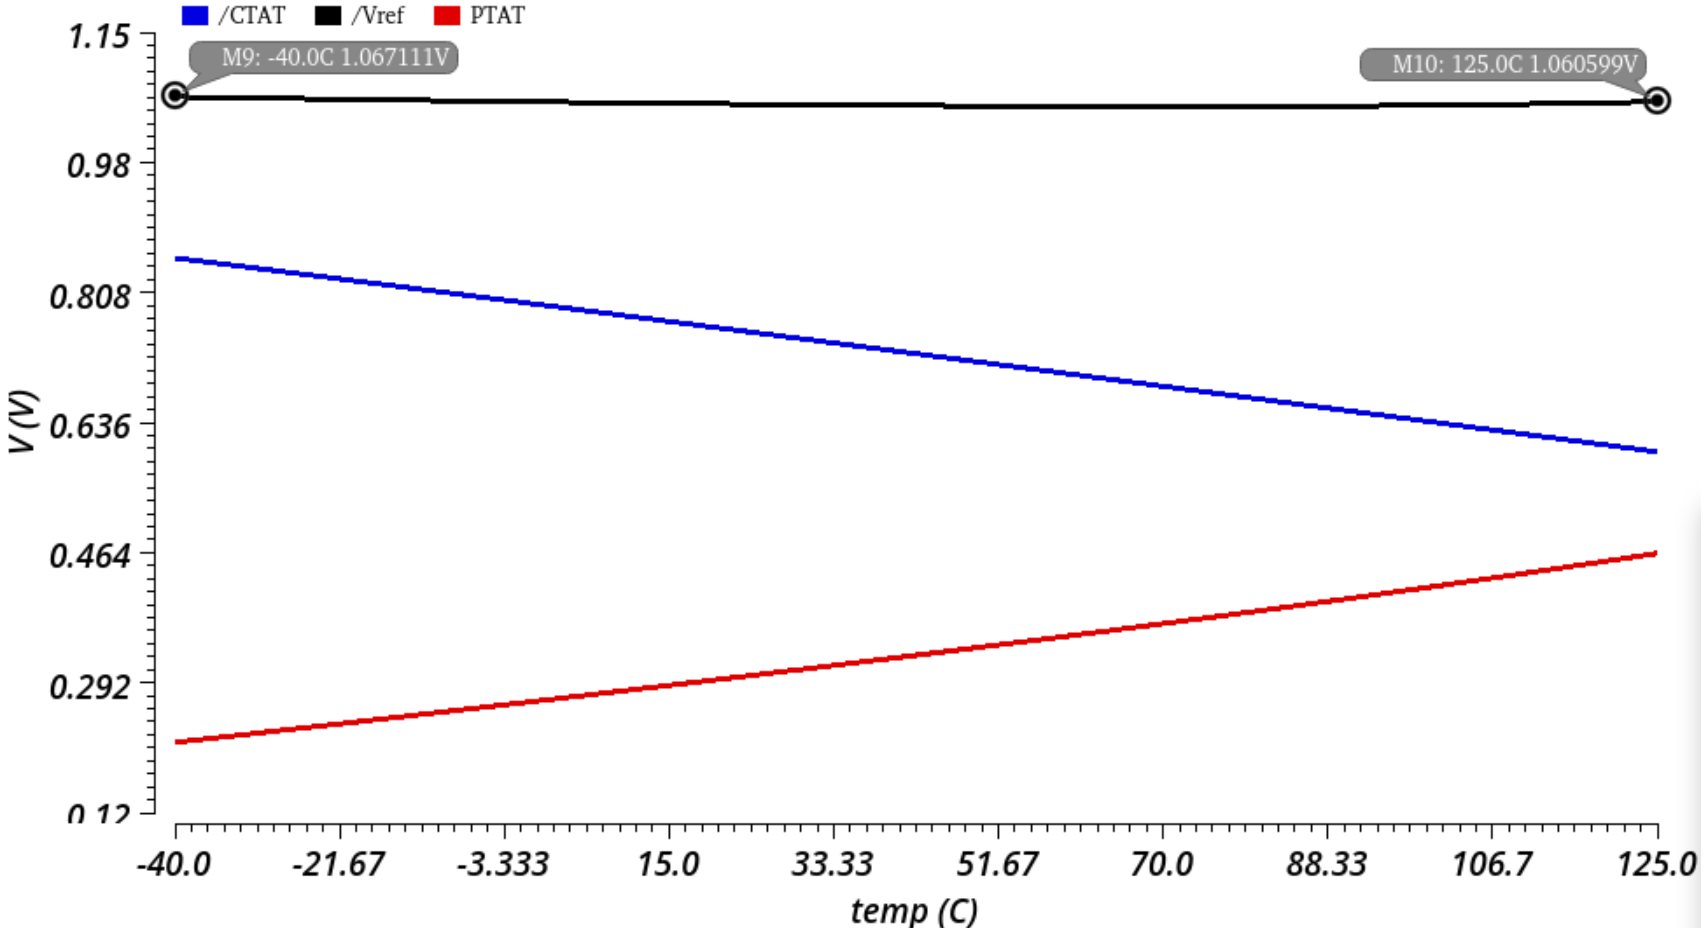 /CTAT /Vref PTAT
1.15
M9: -40.0C 1.067111V
M10: 125.0C 1.060599V
0.98
0.808
0.636
0.464
0.292
0.12
V (V)
-40.0 -21.67 -3.333 15.0 33.33 51.67 70.0 88.33 106.7 125.0
temp (C)